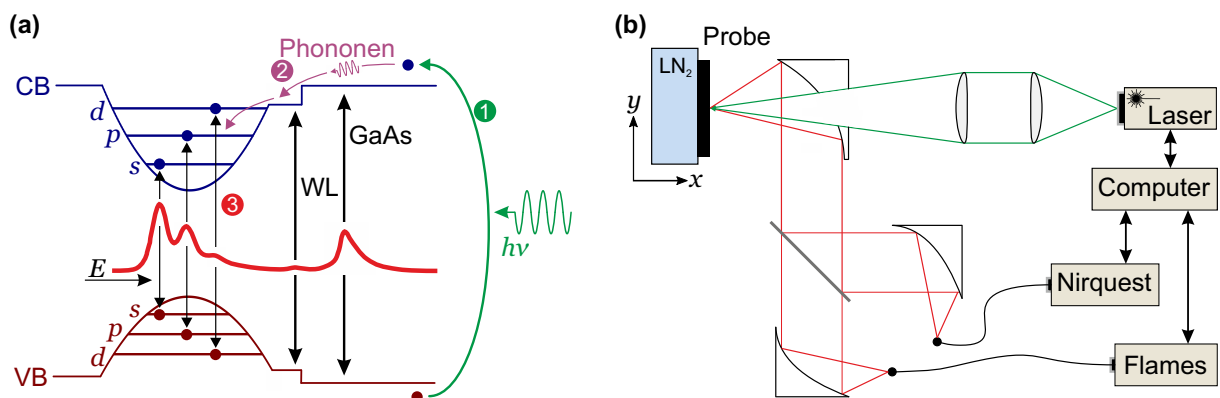 (a)
Phononen
CB
2
d
p
s
1
GaAs
WL
3
hν
E
s
p
d
VB
(b)
Probe
LN₂
y
x
Laser
Computer
Nirquest
Flames